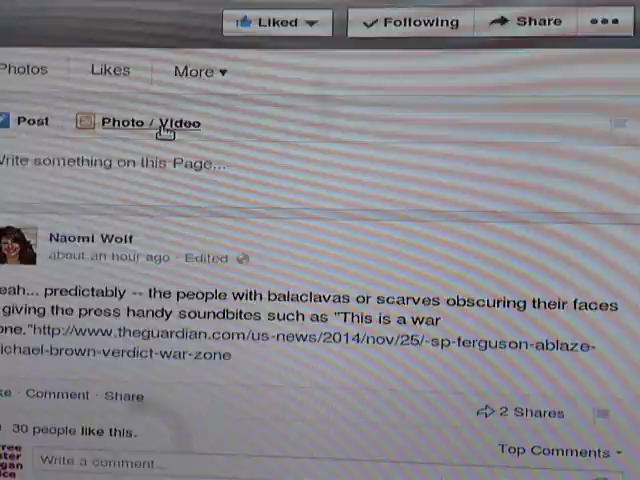 Liked Following Share
Photos Likes More
Post Photo / Video
Write something on this Page...
Naomi Wolf
about an hour ago · Edited
eah... predictably -- the people with balaclavas or scarves obscuring their faces
giving the press handy soundbites such as "This is a war
one."http://www.theguardian.com/us-news/2014/nov/25/-sp-ferguson-ablaze-
ichael-brown-verdict-war-zone
ke · Comment · Share
2 Shares
30 people like this.
Top Comments
Write a comment...